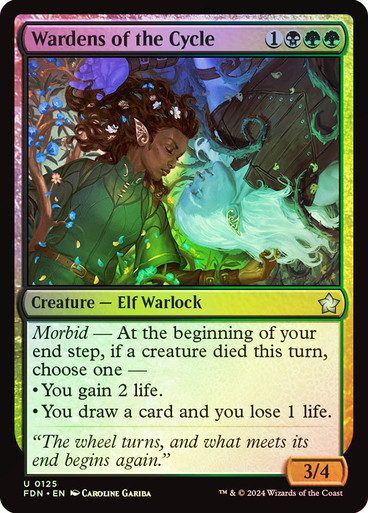 Wardens of the Cycle 1
Creature — Elf Warlock
Morbid — At the beginning of your
end step, if a creature died this turn,
choose one —
•You gain 2 life.
•You draw a card and you lose 1 life.
“The wheel turns, and what meets its
end begins again.”
3/4
U 0125
FDN • EN Caroline Gariba
™ & © 2024 Wizards of the Coast